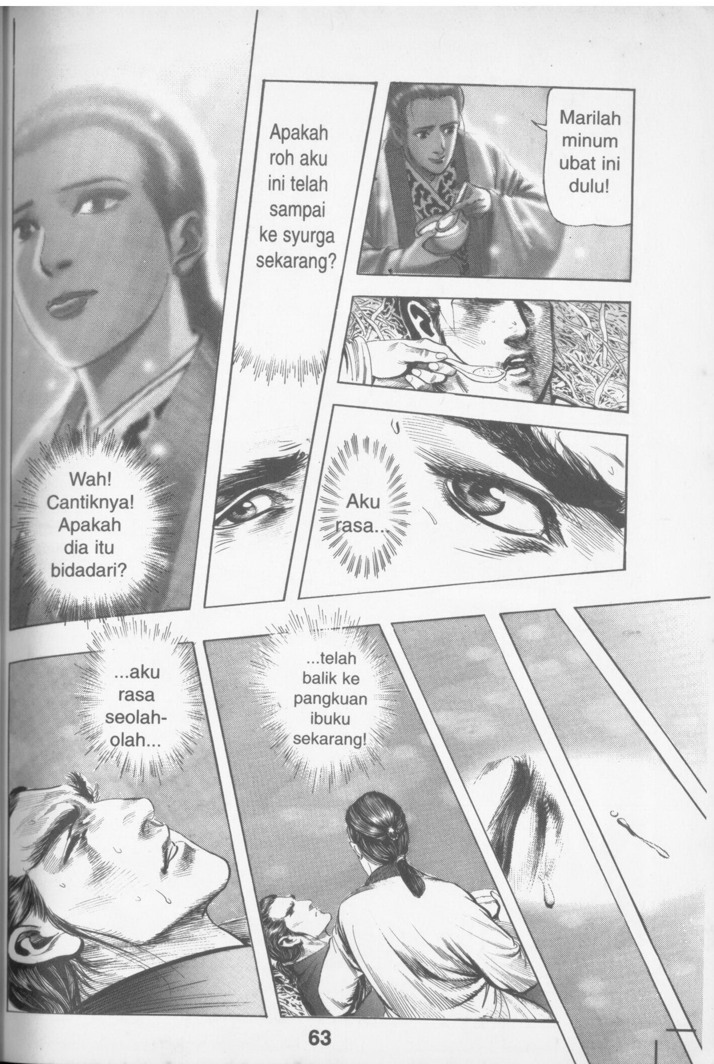 Wah!
Cantiknya!
Apakah
dia itu
bidadari?
Apakah
roh aku
ini telah
sampai
ke syurga
sekarang?
Marilah
minum
ubat ini
dulu!
Aku
rasa...
...aku
rasa
seolah-
olah...
...telah
balik ke
pangkuan
ibuku
sekarang!
63